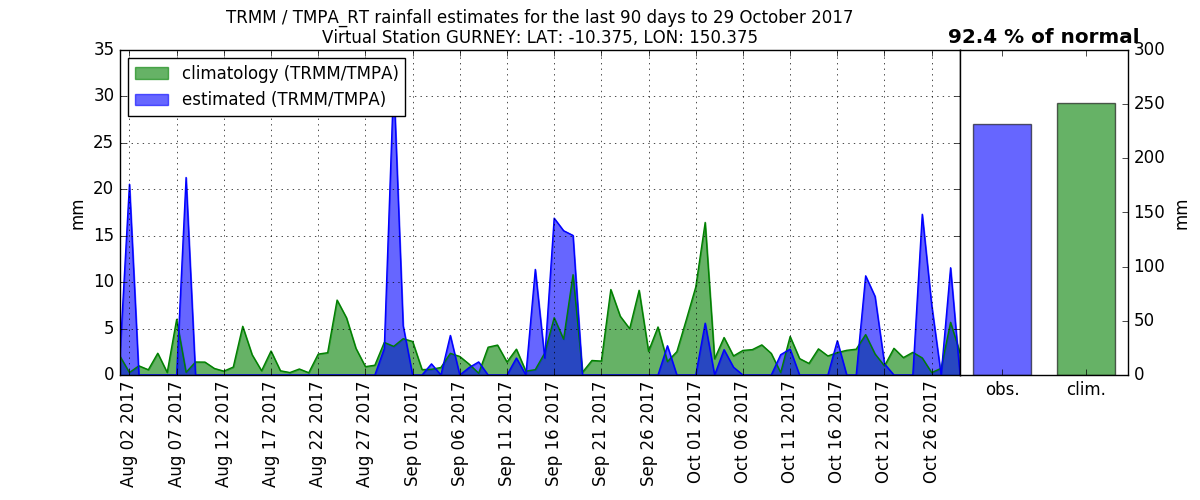 TRMM / TMPA_RT rainfall estimates for the last 90 days to 29 October 2017
Virtual Station GURNEY: LAT: -10.375, LON: 150.375
92.4 % of normal
climatology (TRMM/TMPA)
estimated (TRMM/TMPA)
mm
35
30
25
20
15
10
5
0
300
250
200
150
100
50
0
mm
Aug 02 2017
Aug 07 2017
Aug 12 2017
Aug 17 2017
Aug 22 2017
Aug 27 2017
Sep 01 2017
Sep 06 2017
Sep 11 2017
Sep 16 2017
Sep 21 2017
Sep 26 2017
Oct 01 2017
Oct 06 2017
Oct 11 2017
Oct 16 2017
Oct 21 2017
Oct 26 2017
obs.
clim.